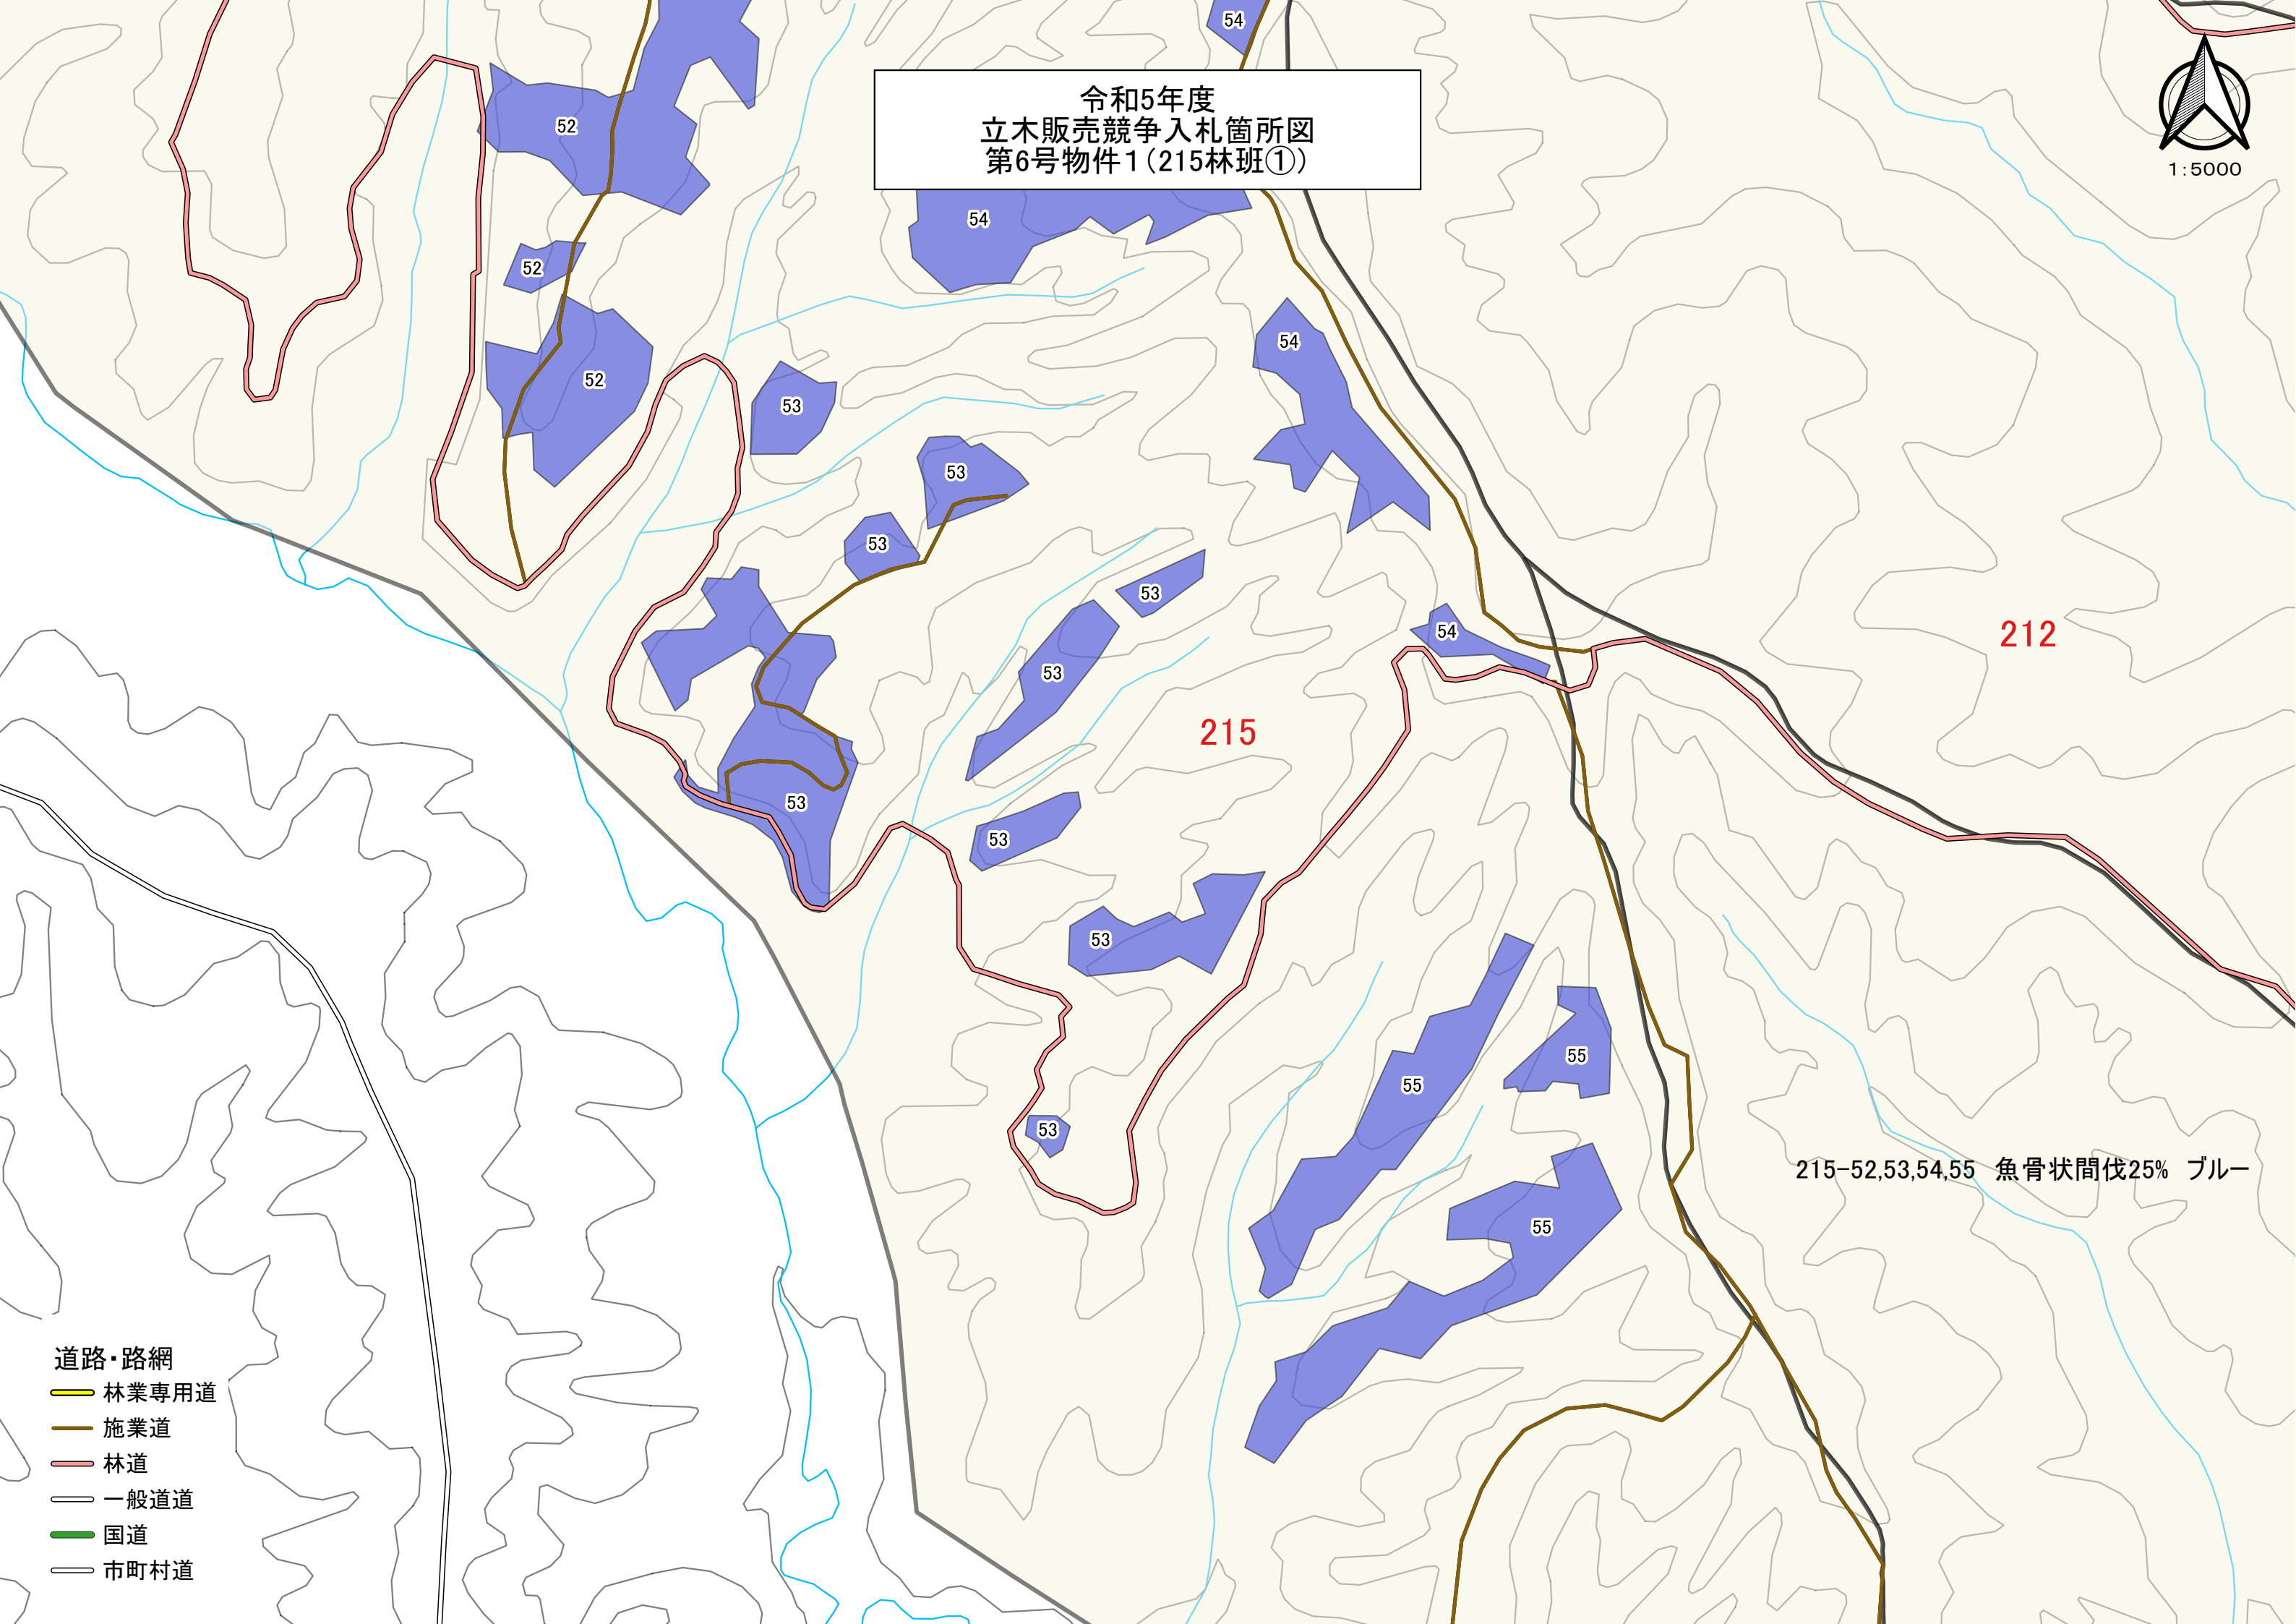 54
令和5年度
立木販売競争入札箇所図
第6号物件1(215林班①)
1:5000
52
54
52
54
52
53
53
53
53
54
212
53
215
53
53
53
55
55
53
215-52,53,54,55 魚骨状間伐25% ブルー
55
道路・路網
林業専用道
施業道
林道
一般道道
国道
市町村道